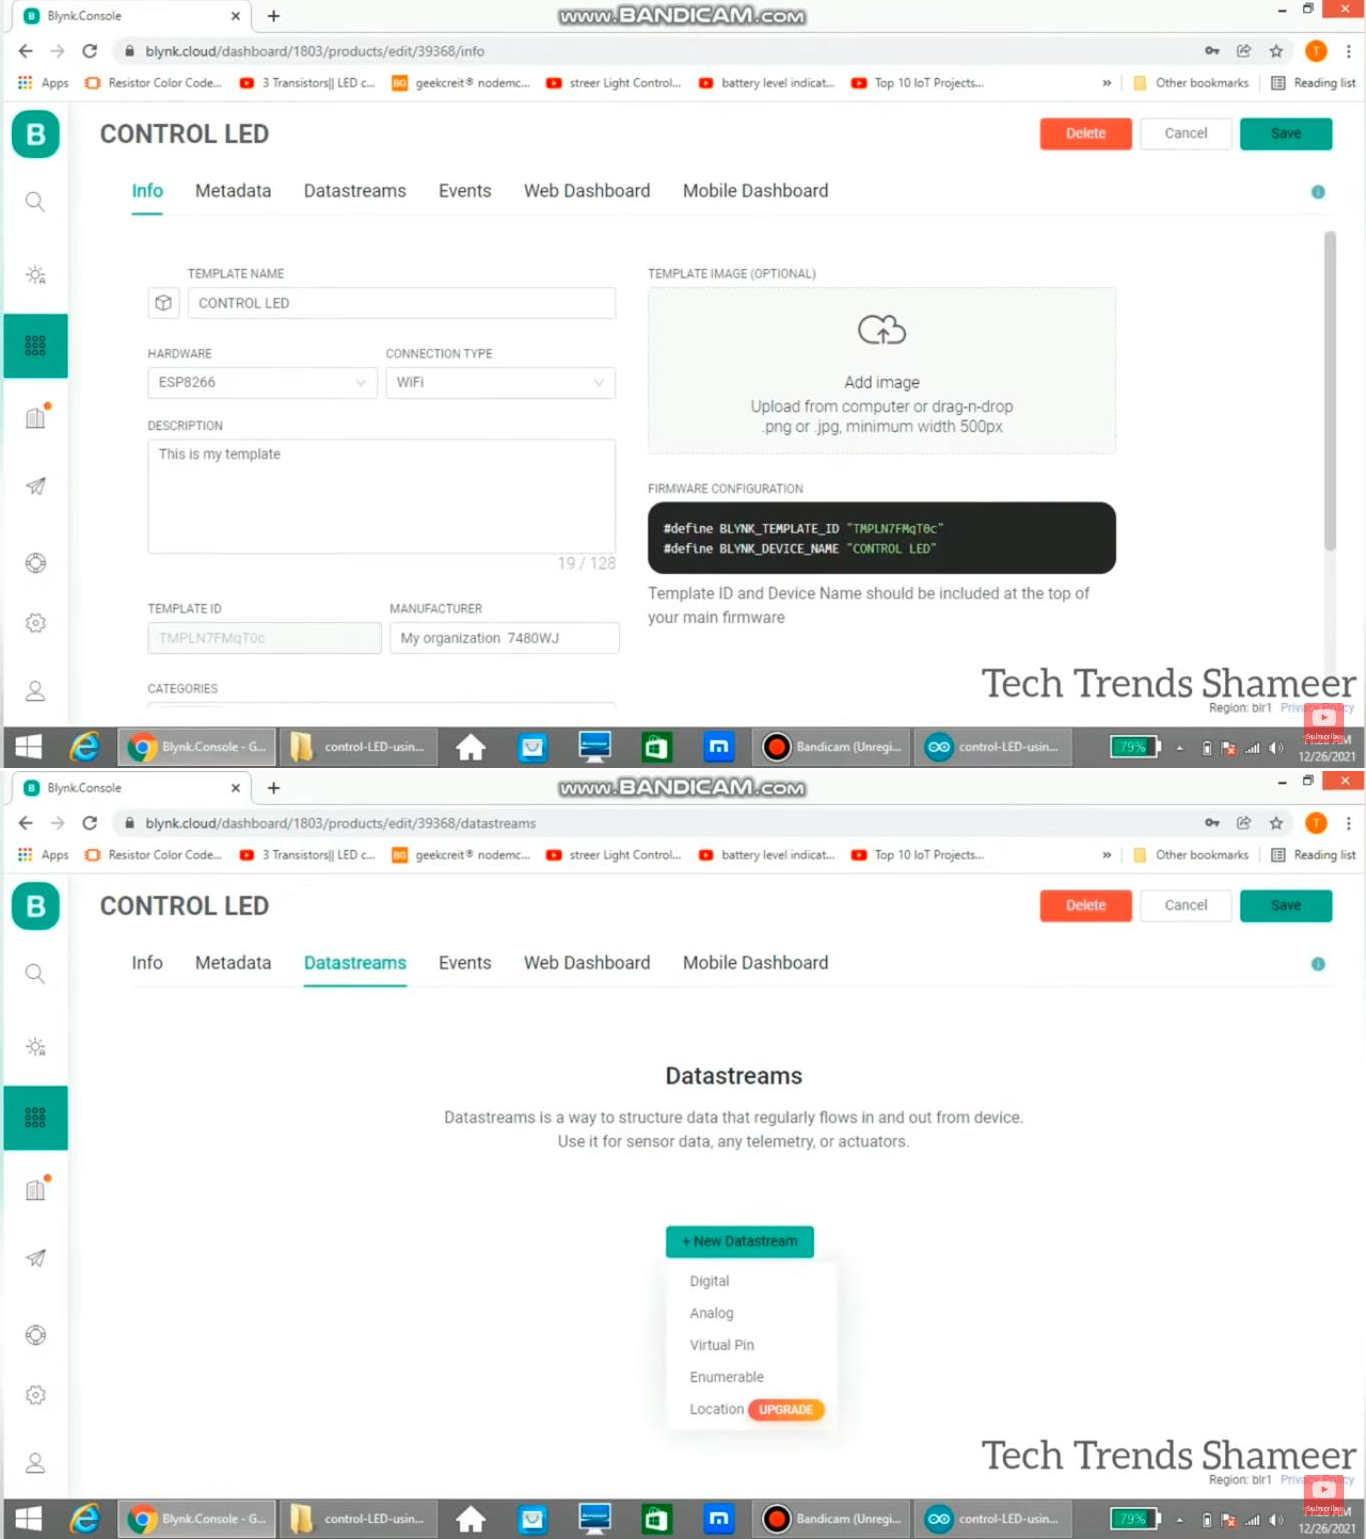 Blynk.Console
www.BANDICAM.com
blynk.cloud/dashboard/1803/products/edit/39368/info
Apps Resistor Color Code... 3 Transistors|| LED c... BG geekcreit® nodemc... streer Light Control... battery level indicat... Top 10 IoT Projects... » Other bookmarks Reading list
B CONTROL LED Delete Cancel Save
Info Metadata Datastreams Events Web Dashboard Mobile Dashboard
TEMPLATE NAME
CONTROL LED
HARDWARE CONNECTION TYPE
ESP8266 WiFi
DESCRIPTION
This is my template
19 / 128
TEMPLATE ID MANUFACTURER
TMPLN7FMqT0c My organization 7480WJ
CATEGORIES
TEMPLATE IMAGE (OPTIONAL)
Add image
Upload from computer or drag-n-drop
.png or .jpg, minimum width 500px
FIRMWARE CONFIGURATION
#define BLYNK_TEMPLATE_ID "TMPLN7FMqT0c"
#define BLYNK_DEVICE_NAME "CONTROL LED"
Template ID and Device Name should be included at the top of
your main firmware
Tech Trends Shameer
Region: blr1
Blynk.Console - G... control-LED-usin... Bandicam (Unregi... control-LED-usin... 79%
12/26/2021
Blynk.Console
www.BANDICAM.com
blynk.cloud/dashboard/1803/products/edit/39368/datastreams
Apps Resistor Color Code... 3 Transistors|| LED c... BG geekcreit® nodemc... streer Light Control... battery level indicat... Top 10 IoT Projects... » Other bookmarks Reading list
B CONTROL LED Delete Cancel Save
Info Metadata Datastreams Events Web Dashboard Mobile Dashboard
Datastreams
Datastreams is a way to structure data that regularly flows in and out from device.
Use it for sensor data, any telemetry, or actuators.
+ New Datastream
Digital
Analog
Virtual Pin
Enumerable
Location UPGRADE
Tech Trends Shameer
Region: blr1
Blynk.Console - G... control-LED-usin... Bandicam (Unregi... control-LED-usin... 79%
12/26/2021